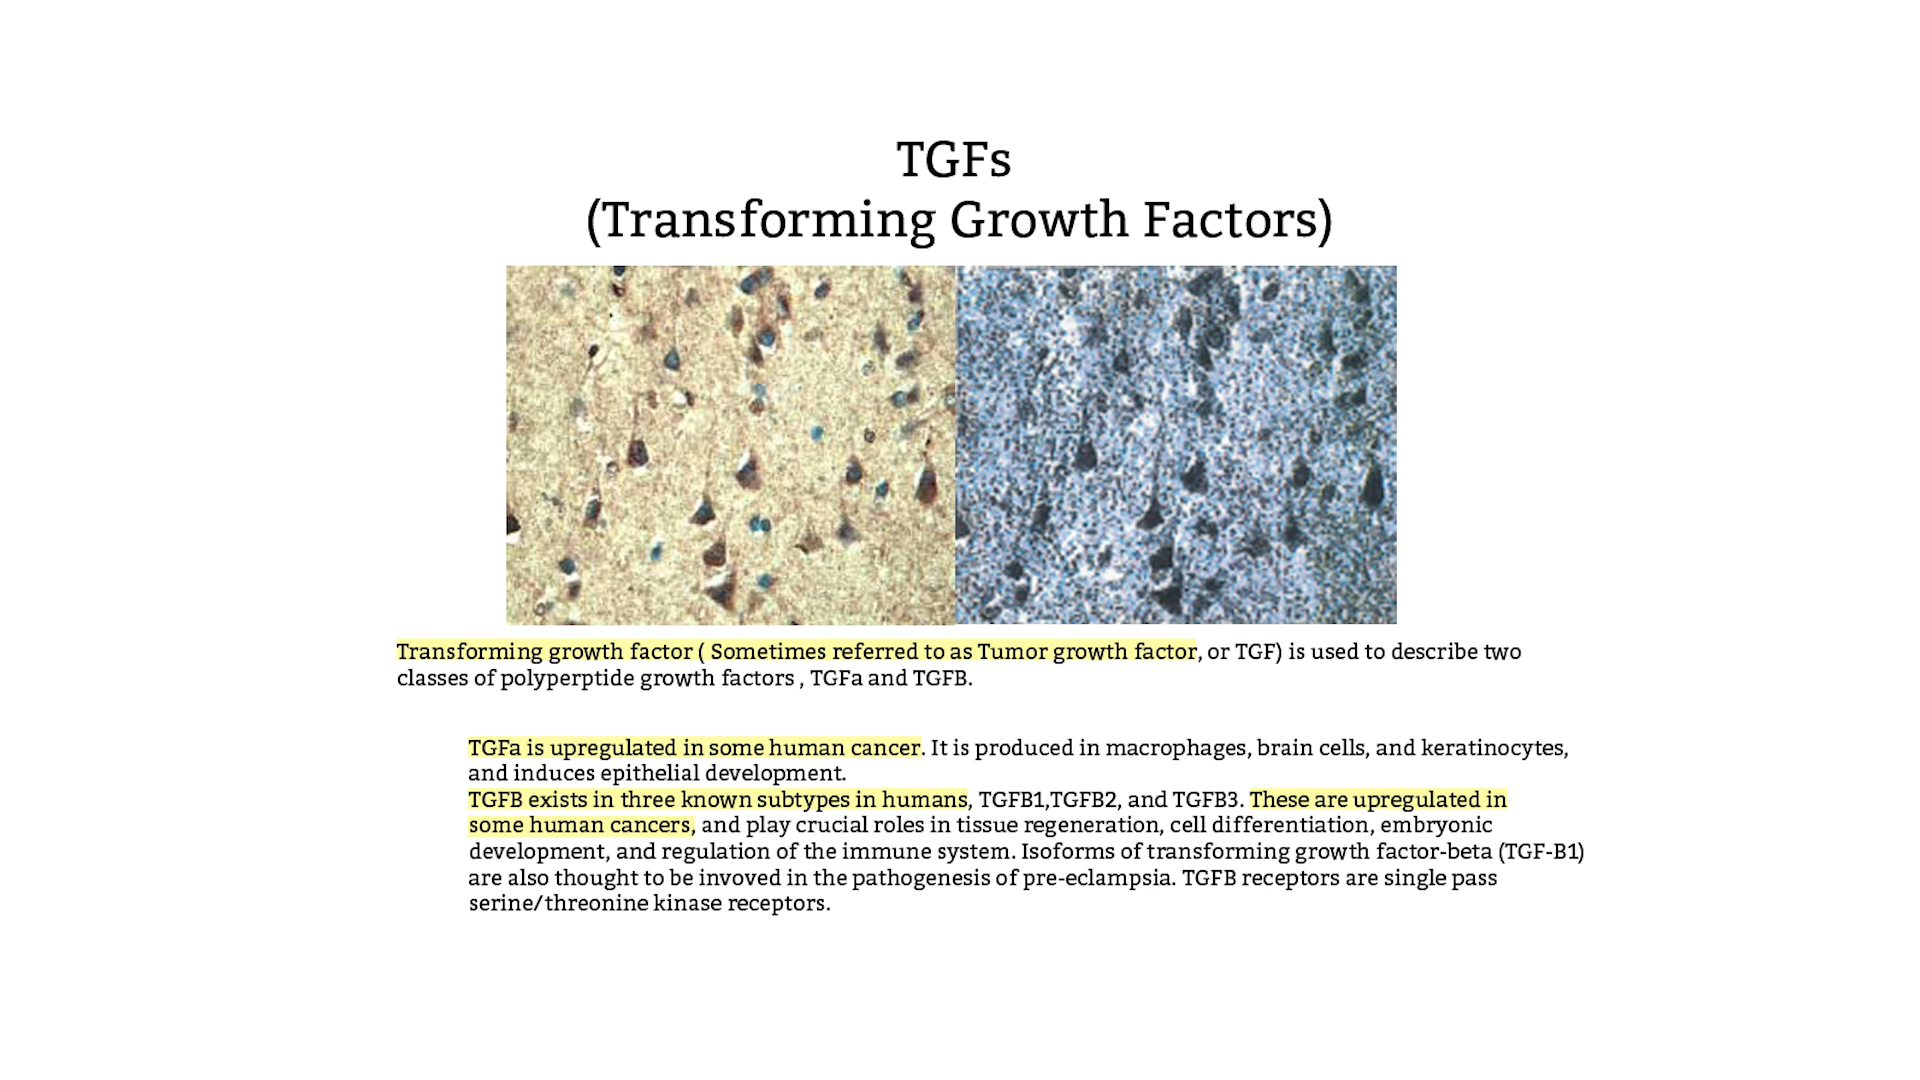 TGFs
(Transforming Growth Factors)
Transforming growth factor ( Sometimes referred to as Tumor growth factor, or TGF) is used to describe two
classes of polyperptide growth factors , TGFa and TGFB.
TGFa is upregulated in some human cancer. It is produced in macrophages, brain cells, and keratinocytes,
and induces epithelial development.
TGFB exists in three known subtypes in humans, TGFB1,TGFB2, and TGFB3. These are upregulated in
some human cancers, and play crucial roles in tissue regeneration, cell differentiation, embryonic
development, and regulation of the immune system. Isoforms of transforming growth factor-beta (TGF-B1)
are also thought to be invoved in the pathogenesis of pre-eclampsia. TGFB receptors are single pass
serine/threonine kinase receptors.